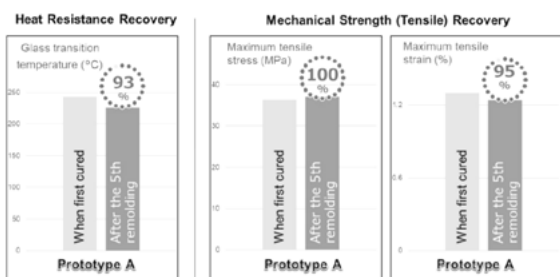 Heat Resistance Recovery
Glass transition
temperature (°C)
93
%
250
200
150
100
50
0
When first cured
After the 5th
remolding
Prototype A
Mechanical Strength (Tensile) Recovery
Maximum tensile
stress (MPa)
100
%
40
30
20
10
0
When first cured
After the 5th
remolding
Prototype A
Maximum tensile
strain (%)
95
%
1.2
0.6
0
When first cured
After the 5th
remolding
Prototype A